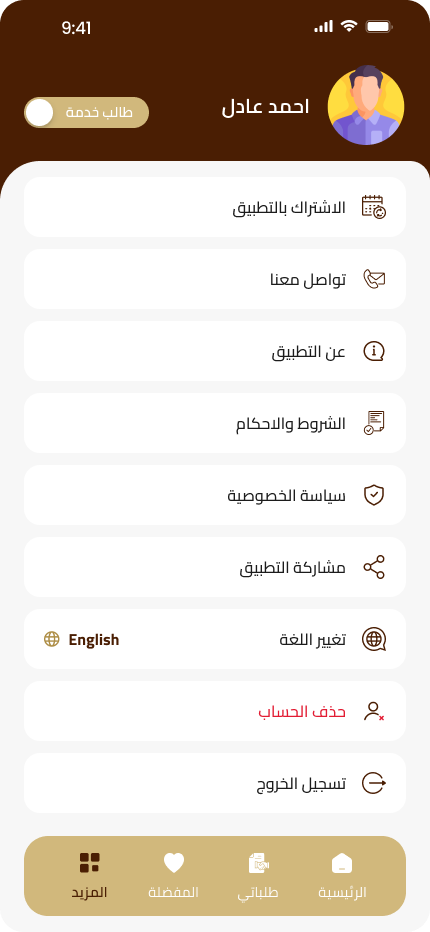 9:41
احمد عادل
طالب خدمة
الاشتراك بالتطبيق
تواصل معنا
عن التطبيق
الشروط والاحكام
سياسة الخصوصية
مشاركة التطبيق
تغيير اللغة English
حذف الحساب
تسجيل الخروج
الرئيسية طلباتي المفضلة المزيد